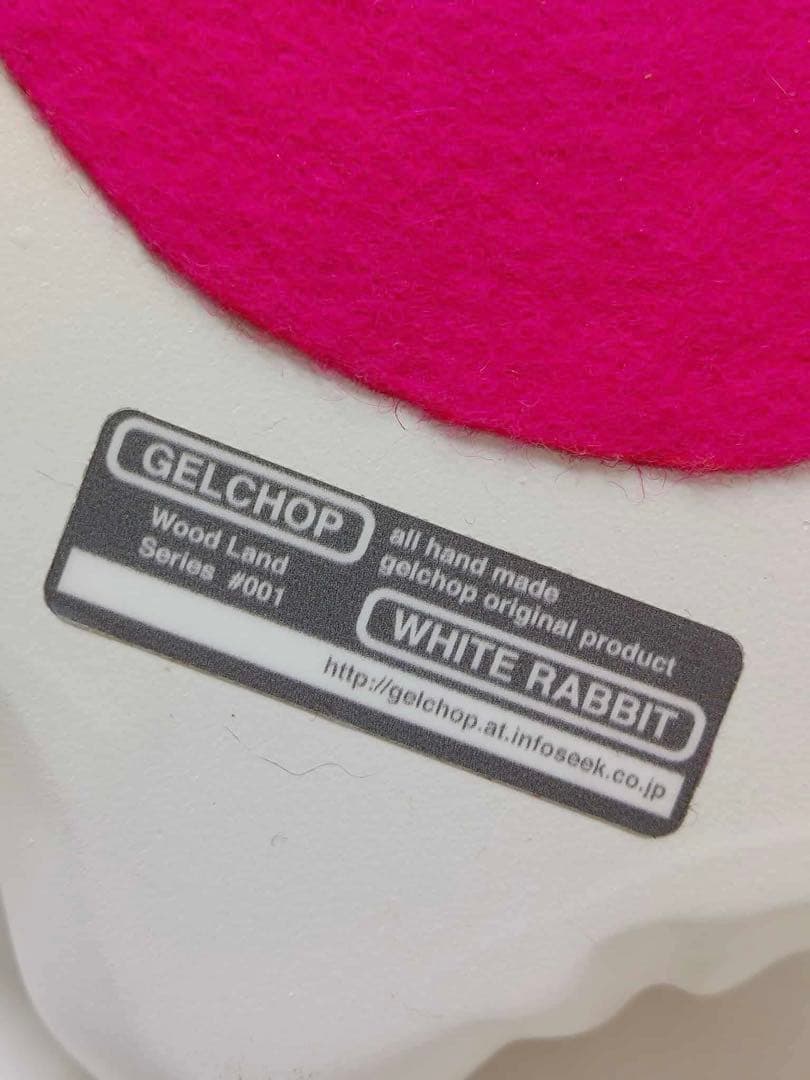 GELCHOP
Wood Land
Series #001
all hand made
gelchop original product
WHITE RABBIT
http://gelchop.at.infoseek.co.jp